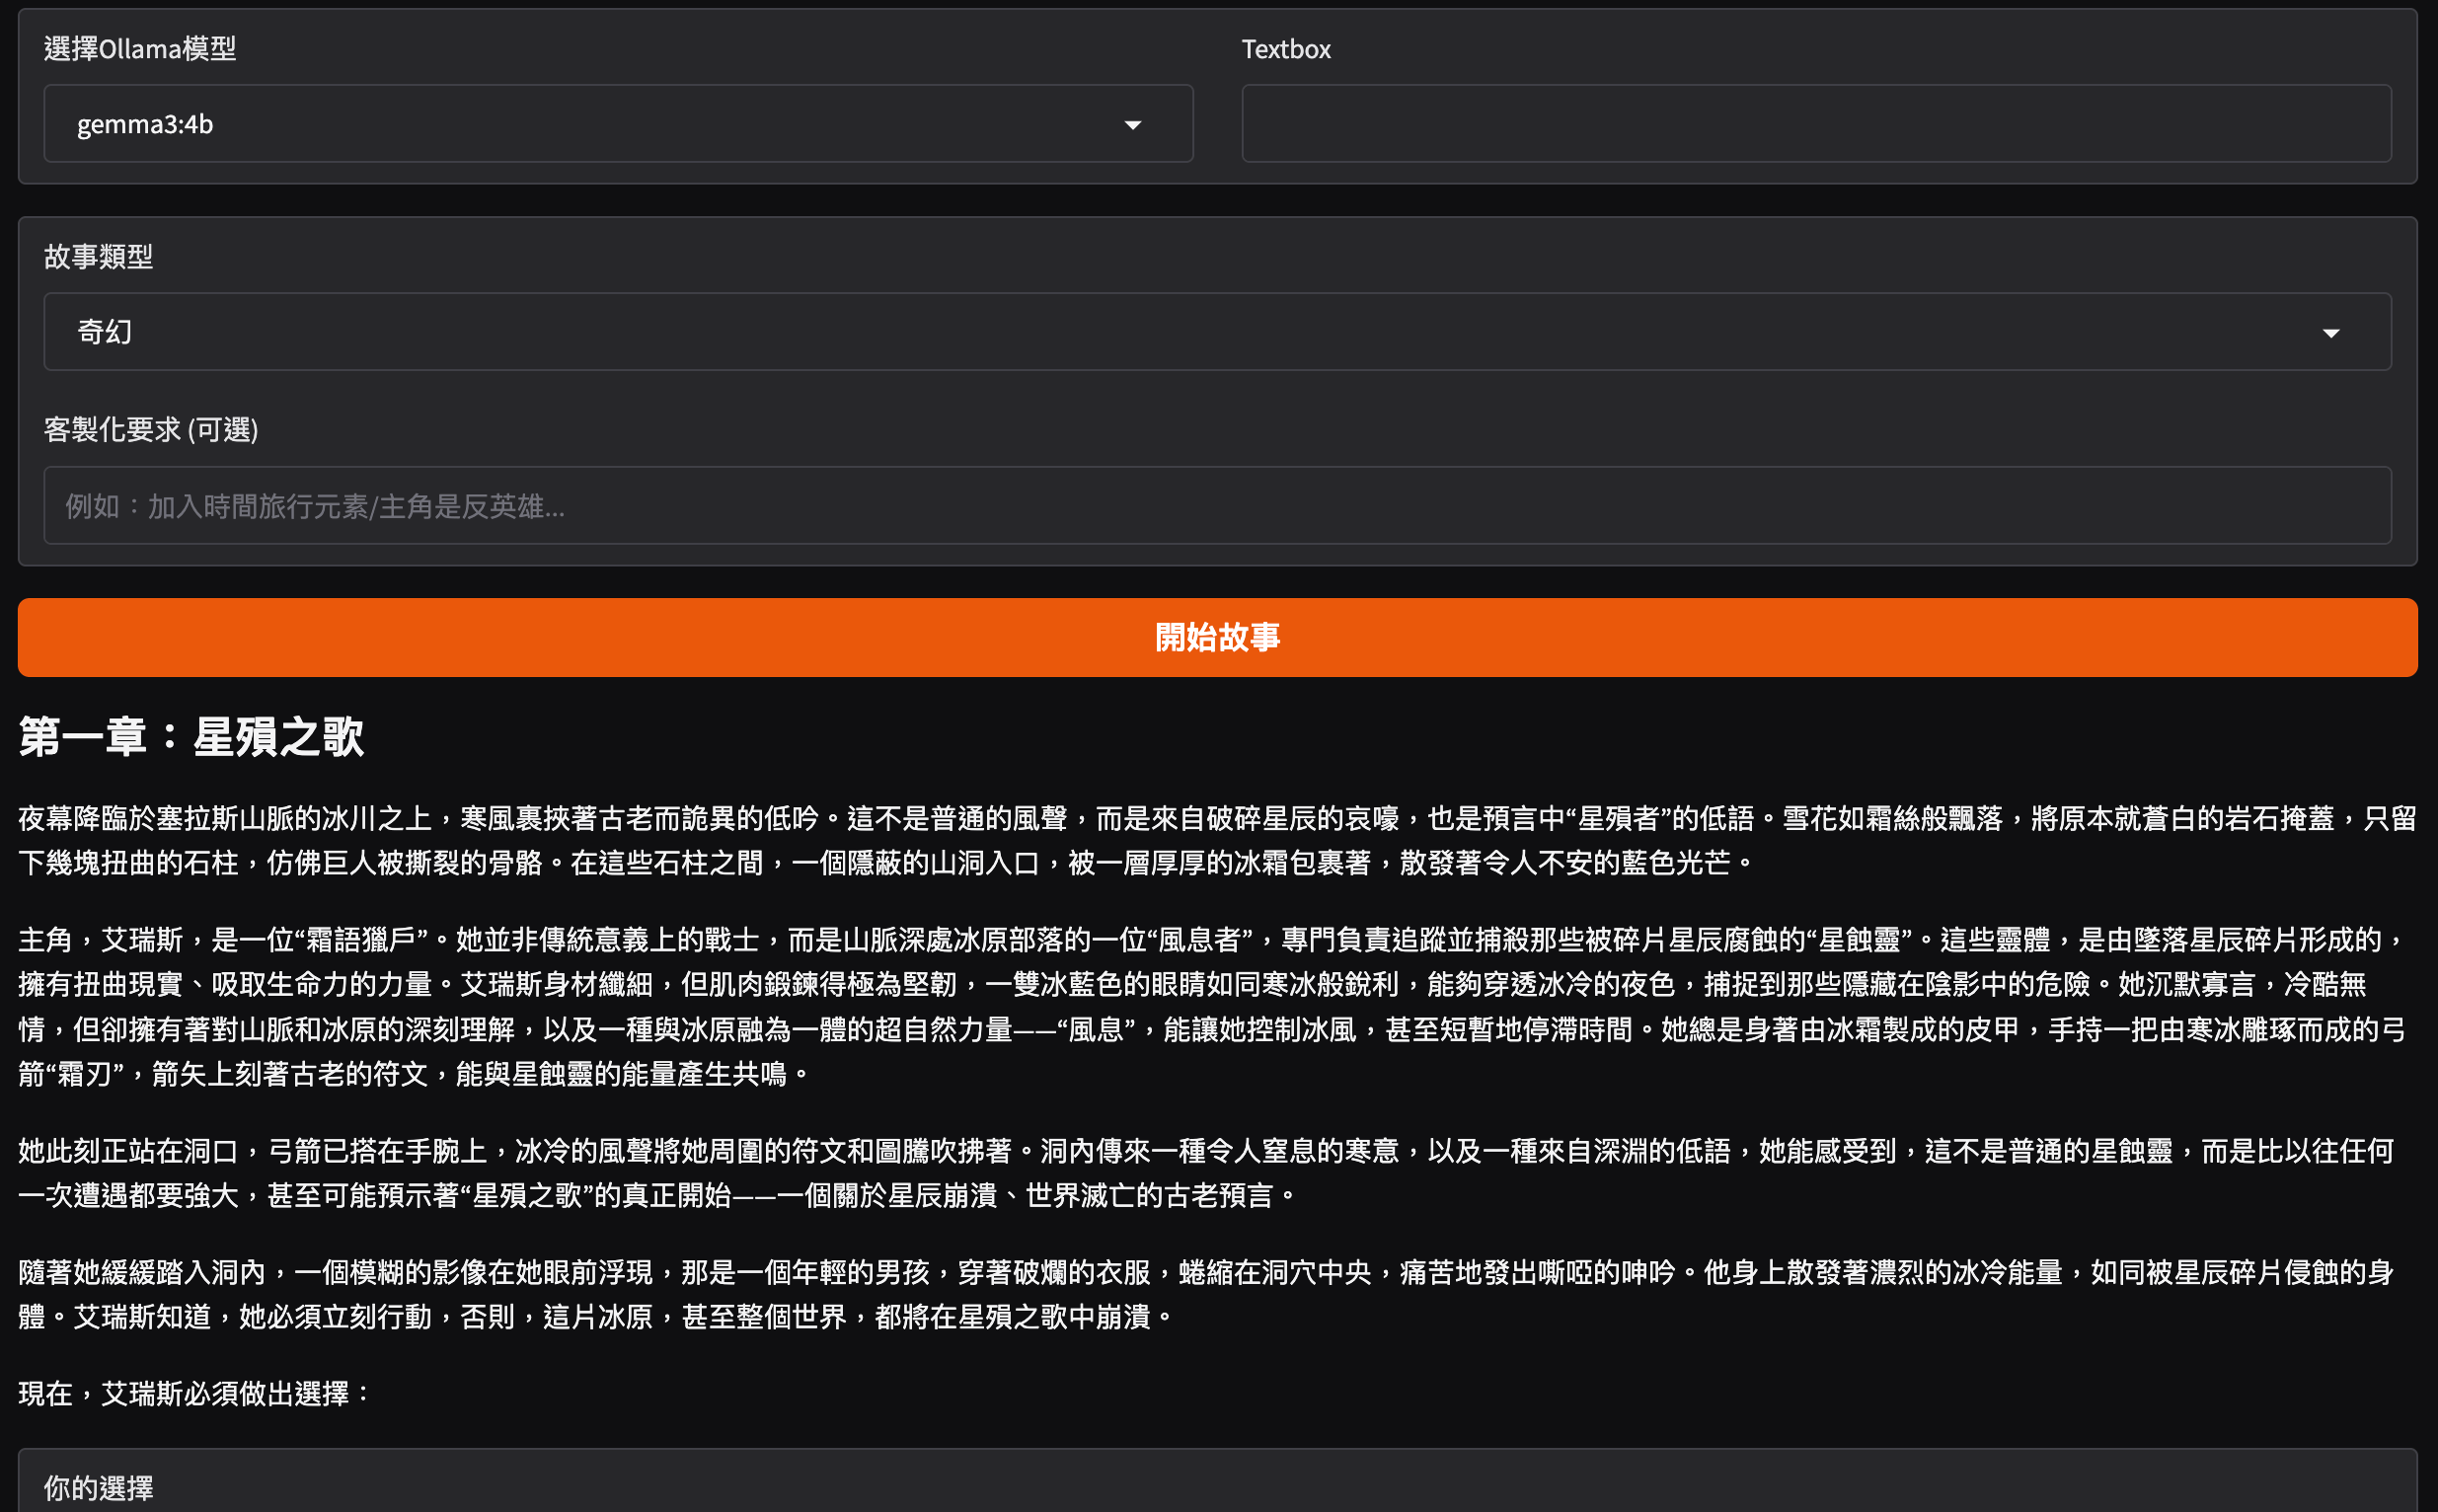 選擇Ollama模型
Textbox
gemma3:4b
故事類型
奇幻
客製化要求 (可選)
例如：加入時間旅行元素/主角是反英雄...
開始故事
第一章：星殞之歌
夜幕降臨於塞拉斯山脈的冰川之上，寒風裹挾著古老而詭異的低吟。這不是普通的風聲，而是來自破碎星辰的哀嚎，也是預言中“星殞者”的低語。雪花如霜絲般飄落，將原本就蒼白的岩石掩蓋，只留
下幾塊扭曲的石柱，仿佛巨人被撕裂的骨骼。在這些石柱之間，一個隱蔽的山洞入口，被一層厚厚的冰霜包裹著，散發著令人不安的藍色光芒。
主角，艾瑞斯，是一位“霜語獵戶”。她並非傳統意義上的戰士，而是山脈深處冰原部落的一位“風息者”，專門負責追蹤並捕殺那些被碎片星辰腐蝕的“星蝕靈”。這些靈體，是由墜落星辰碎片形成的，
擁有扭曲現實、吸取生命力的力量。艾瑞斯身材纖細，但肌肉鍛鍊得極為堅韌，一雙冰藍色的眼睛如同寒冰般銳利，能夠穿透冰冷的夜色，捕捉到那些隱藏在陰影中的危險。她沉默寡言，冷酷無
情，但卻擁有著對山脈和冰原的深刻理解，以及一種與冰原融為一體的超自然力量——“風息”，能讓她控制冰風，甚至短暫地停滯時間。她總是身著由冰霜製成的皮甲，手持一把由寒冰雕琢而成的弓
箭“霜刃”，箭矢上刻著古老的符文，能與星蝕靈的能量產生共鳴。
她此刻正站在洞口，弓箭已搭在手腕上，冰冷的風聲將她周圍的符文和圖騰吹拂著。洞內傳來一種令人窒息的寒意，以及一種來自深淵的低語，她能感受到，這不是普通的星蝕靈，而是比以往任何
一次遭遇都要強大，甚至可能預示著“星殞之歌”的真正開始——一個關於星辰崩潰、世界滅亡的古老預言。
隨著她緩緩踏入洞內，一個模糊的影像在她眼前浮現，那是一個年輕的男孩，穿著破爛的衣服，蜷縮在洞穴中央，痛苦地發出嘶啞的呻吟。他身上散發著濃烈的冰冷能量，如同被星辰碎片侵蝕的身
體。艾瑞斯知道，她必須立刻行動，否則，這片冰原，甚至整個世界，都將在星殞之歌中崩潰。
現在，艾瑞斯必須做出選擇：
你的選擇